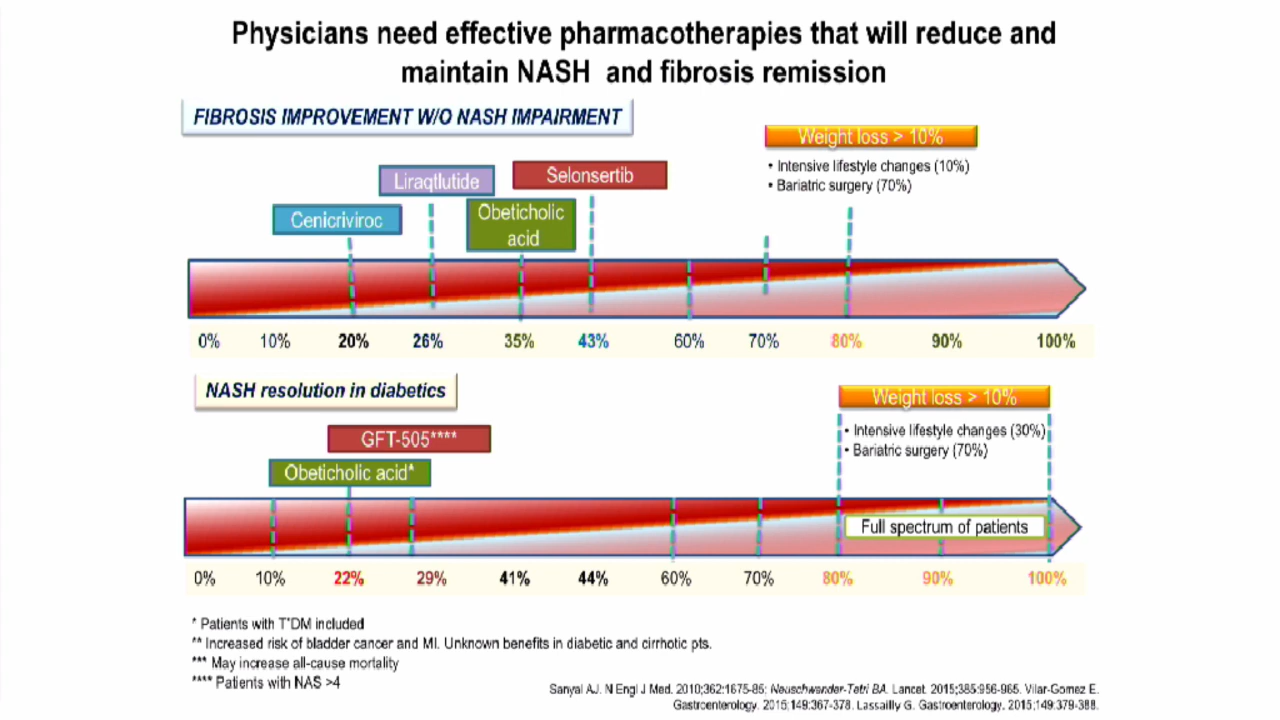 Physicians need effective pharmacotherapies that will reduce and
maintain NASH and fibrosis remission
FIBROSIS IMPROVEMENT W/O NASH IMPAIRMENT
Weight loss > 10%
• Intensive lifestyle changes (10%)
• Bariatric surgery (70%)
Liraqtlutide
Selonsertib
Cenicriviroc
Obeticholic
acid
0% 10% 20% 26% 35% 43% 60% 70% 80% 90% 100%
NASH resolution in diabetics
Weight loss > 10%
• Intensive lifestyle changes (30%)
• Bariatric surgery (70%)
GFT-505****
Obeticholic acid*
Full spectrum of patients
0% 10% 22% 29% 41% 44% 60% 70% 80% 90% 100%
* Patients with T*DM included
** Increased risk of bladder cancer and MI. Unknown benefits in diabetic and cirrhotic pts.
*** May increase all-cause mortality
**** Patients with NAS >4
Sanyal AJ. N Engl J Med. 2010;362:1675-85; Neuschwander-Tetri BA. Lancet. 2015;385:956-965. Vilar-Gomez E.
Gastroenterology. 2015;149:367-378. Lassailly G. Gastroenterology. 2015;149:379-388.